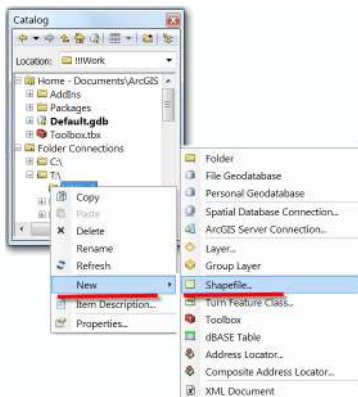 Catalog
Location: !!!Work
Home - Documents\ArcGIS
AddIns
Packages
Default.gdb
Toolbox.tbx
Folder Connections
C:\
T:\
Copy
Paste
Delete
Rename
Refresh
New
Item Description...
Properties...
Folder
File Geodatabase
Personal Geodatabase
Spatial Database Connection...
ArcGIS Server Connection...
Layer...
Group Layer
Shapefile...
Turn Feature Class...
Toolbox
dBASE Table
Address Locator...
Composite Address Locator...
XML Document